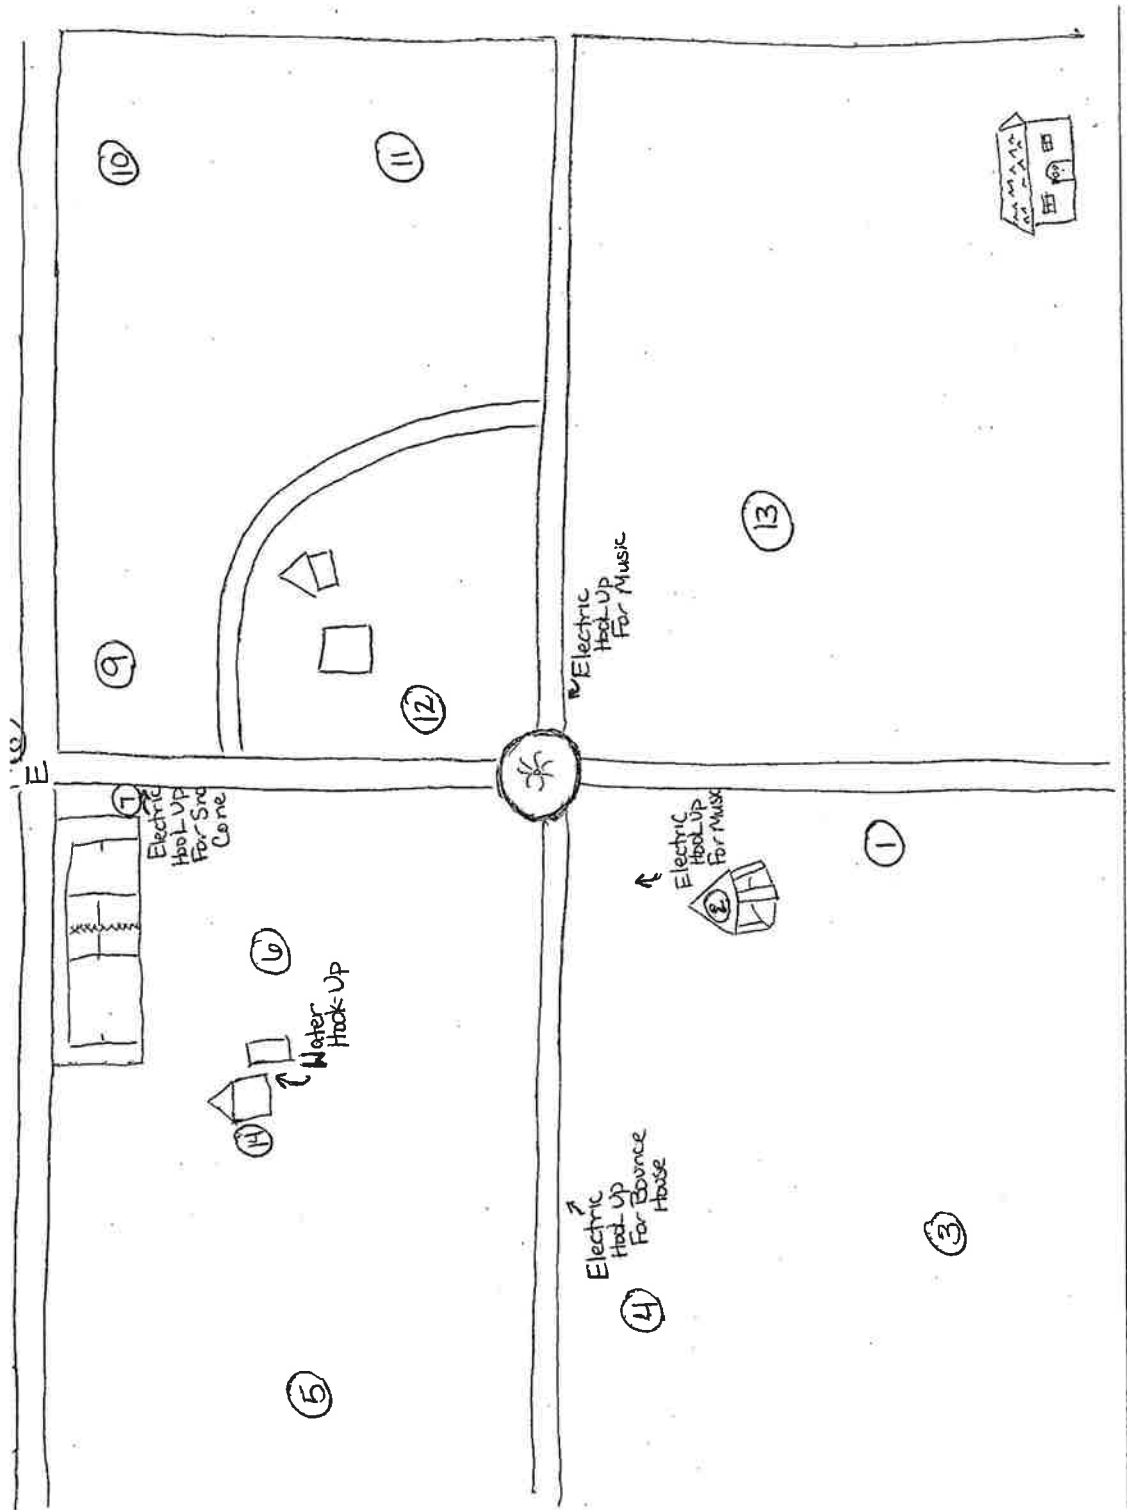 E
7
9
10
Electric
Hook Up
For Sno
Cone
14
6
5
Water
Hook-Up
12
11
Electric
Hook Up
For Bounce
House
Electric
Hook Up
For Music
4
Electric
Hook Up
For Music
2
13
1
3